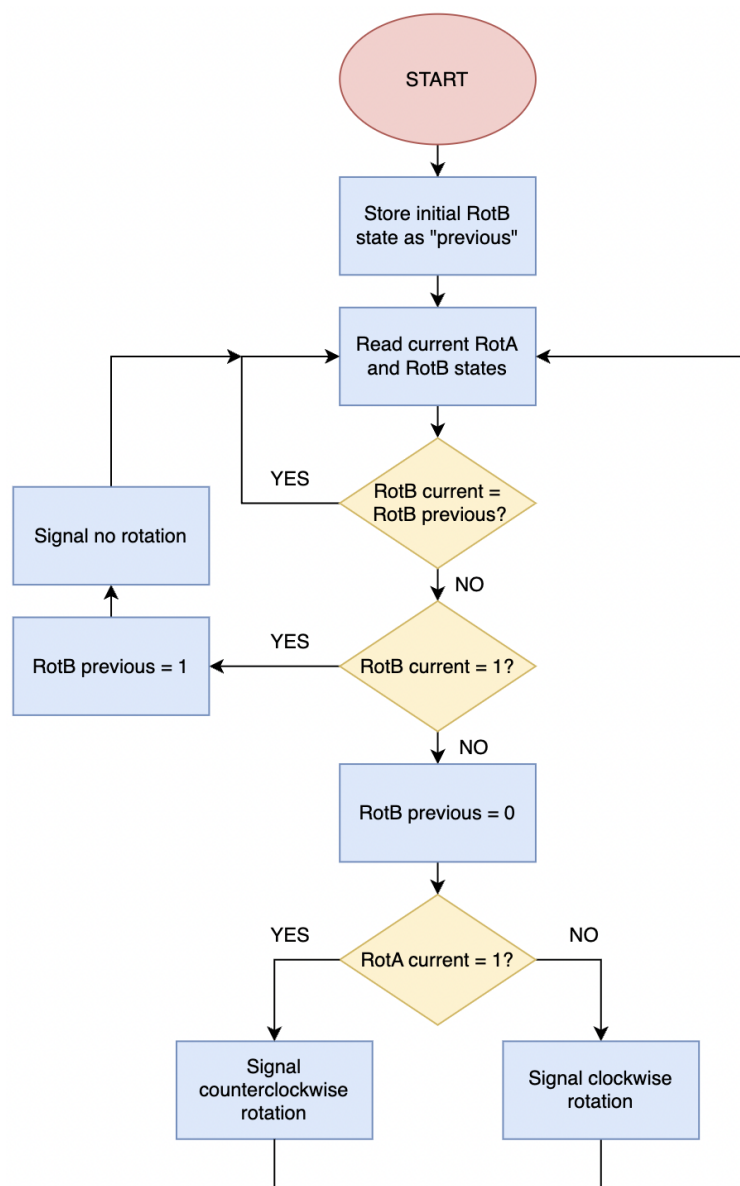 START
Store initial RotB
state as "previous"
Read current RotA
and RotB states
YES
RotB current =
RotB previous?
Signal no rotation
NO
YES
RotB previous = 1
RotB current = 1?
NO
RotB previous = 0
YES
NO
RotA current = 1?
Signal
counterclockwise
rotation
Signal clockwise
rotation